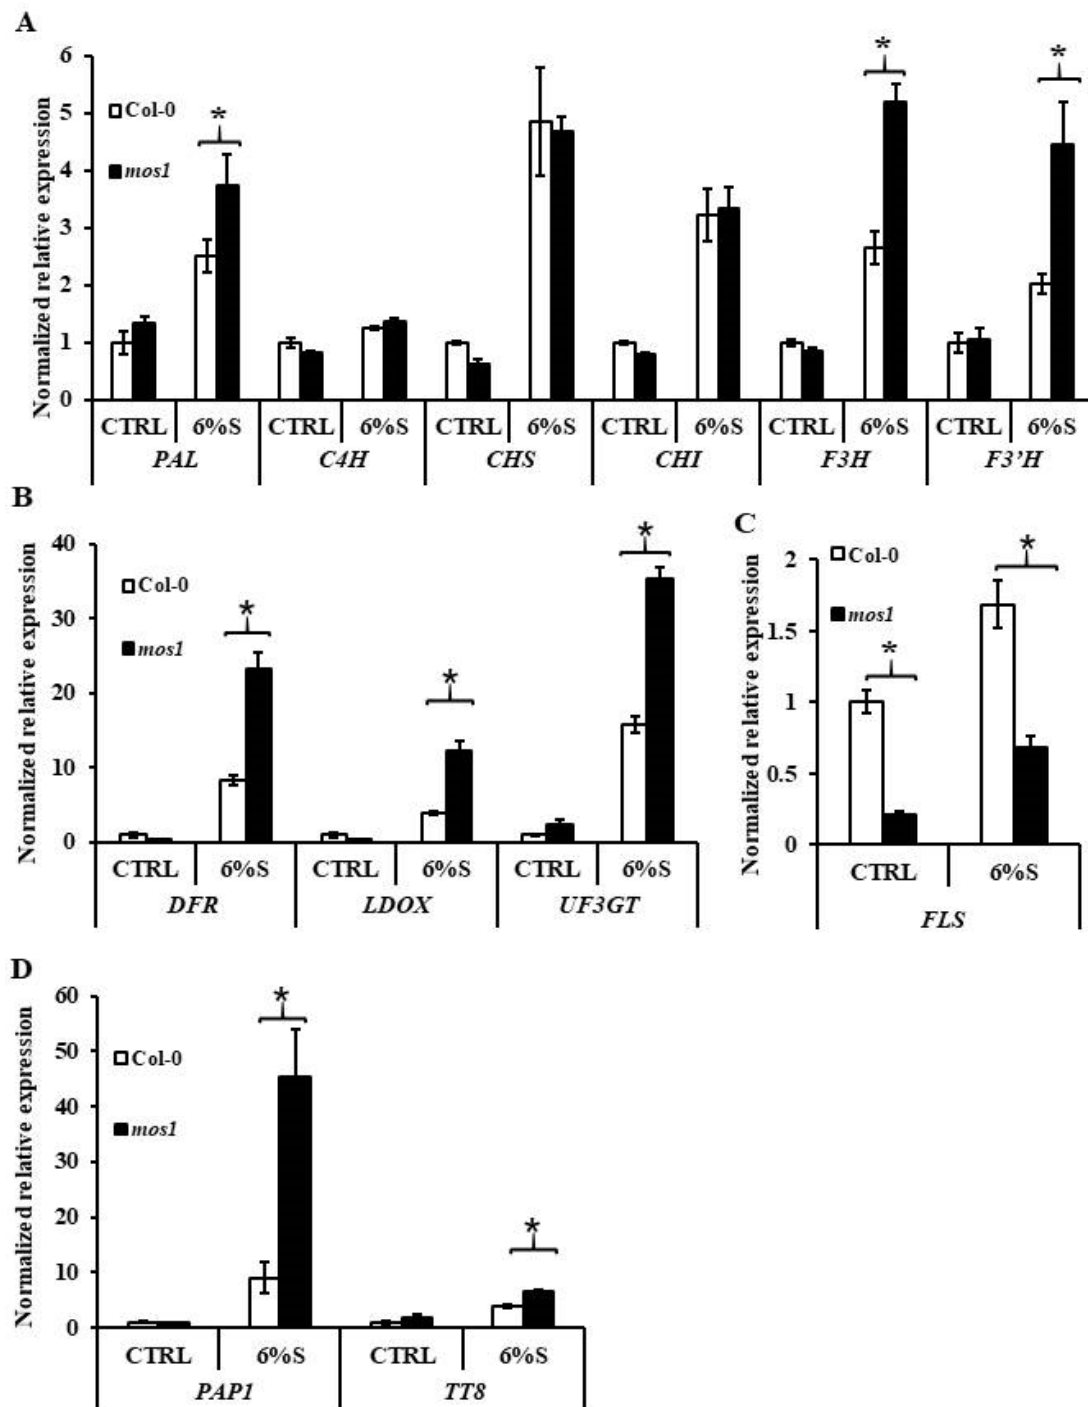 A
Normalized relative expression
6
5
4
3
2
1
0
Col-0
mos1
*
*
*
CTRL 6%S CTRL 6%S CTRL 6%S CTRL 6%S CTRL 6%S CTRL 6%S
PAL C4H CHS CHI F3H F3'H
B
Normalized relative expression
40
30
20
10
0
Col-0
mos1
*
*
*
CTRL 6%S CTRL 6%S CTRL 6%S
DFR LDOX UF3GT
C
Normalized relative expression
2
1.5
1
0.5
0
Col-0
mos1
*
*
CTRL 6%S
FLS
D
Normalized relative expression
60
50
40
30
20
10
0
Col-0
mos1
*
*
CTRL 6%S CTRL 6%S
PAP1 TT8